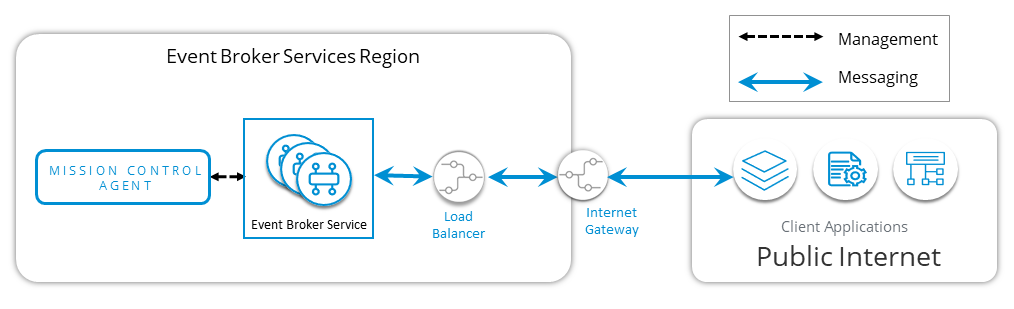 Event Broker Services Region
Management
Messaging
MISSION CONTROL
AGENT
Event Broker Service
Load
Balancer
Internet
Gateway
Client Applications
Public Internet